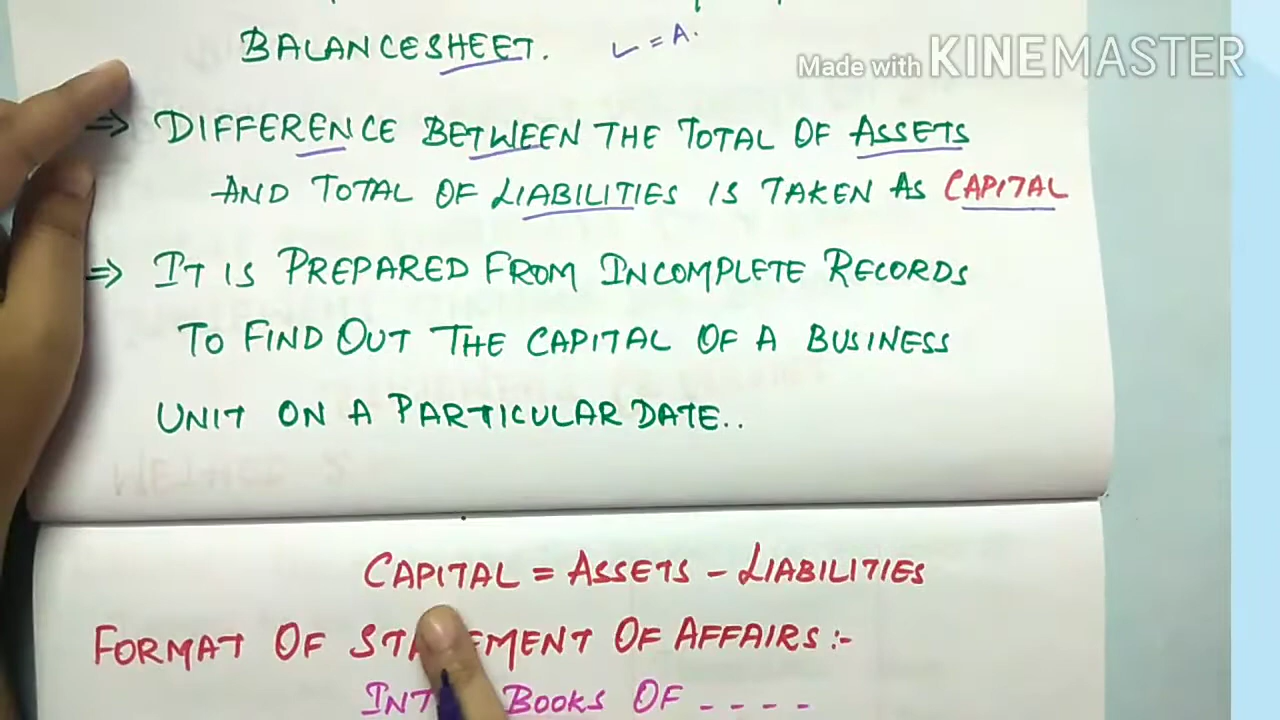 BALANCESHEET. L = A.
Made with KINEMASTER
⇒ DIFFERENCE BETWEEN THE TOTAL OF ASSETS
AND TOTAL OF LIABILITIES IS TAKEN AS CAPITAL
⇒ IT IS PREPARED FROM INCOMPLETE RECORDS
TO FIND OUT THE CAPITAL OF A BUSINESS
UNIT ON A PARTICULAR DATE..
CAPITAL = ASSETS - LIABILITIES
FORMAT OF STATEMENT OF AFFAIRS :-
BOOKS OF - - - -